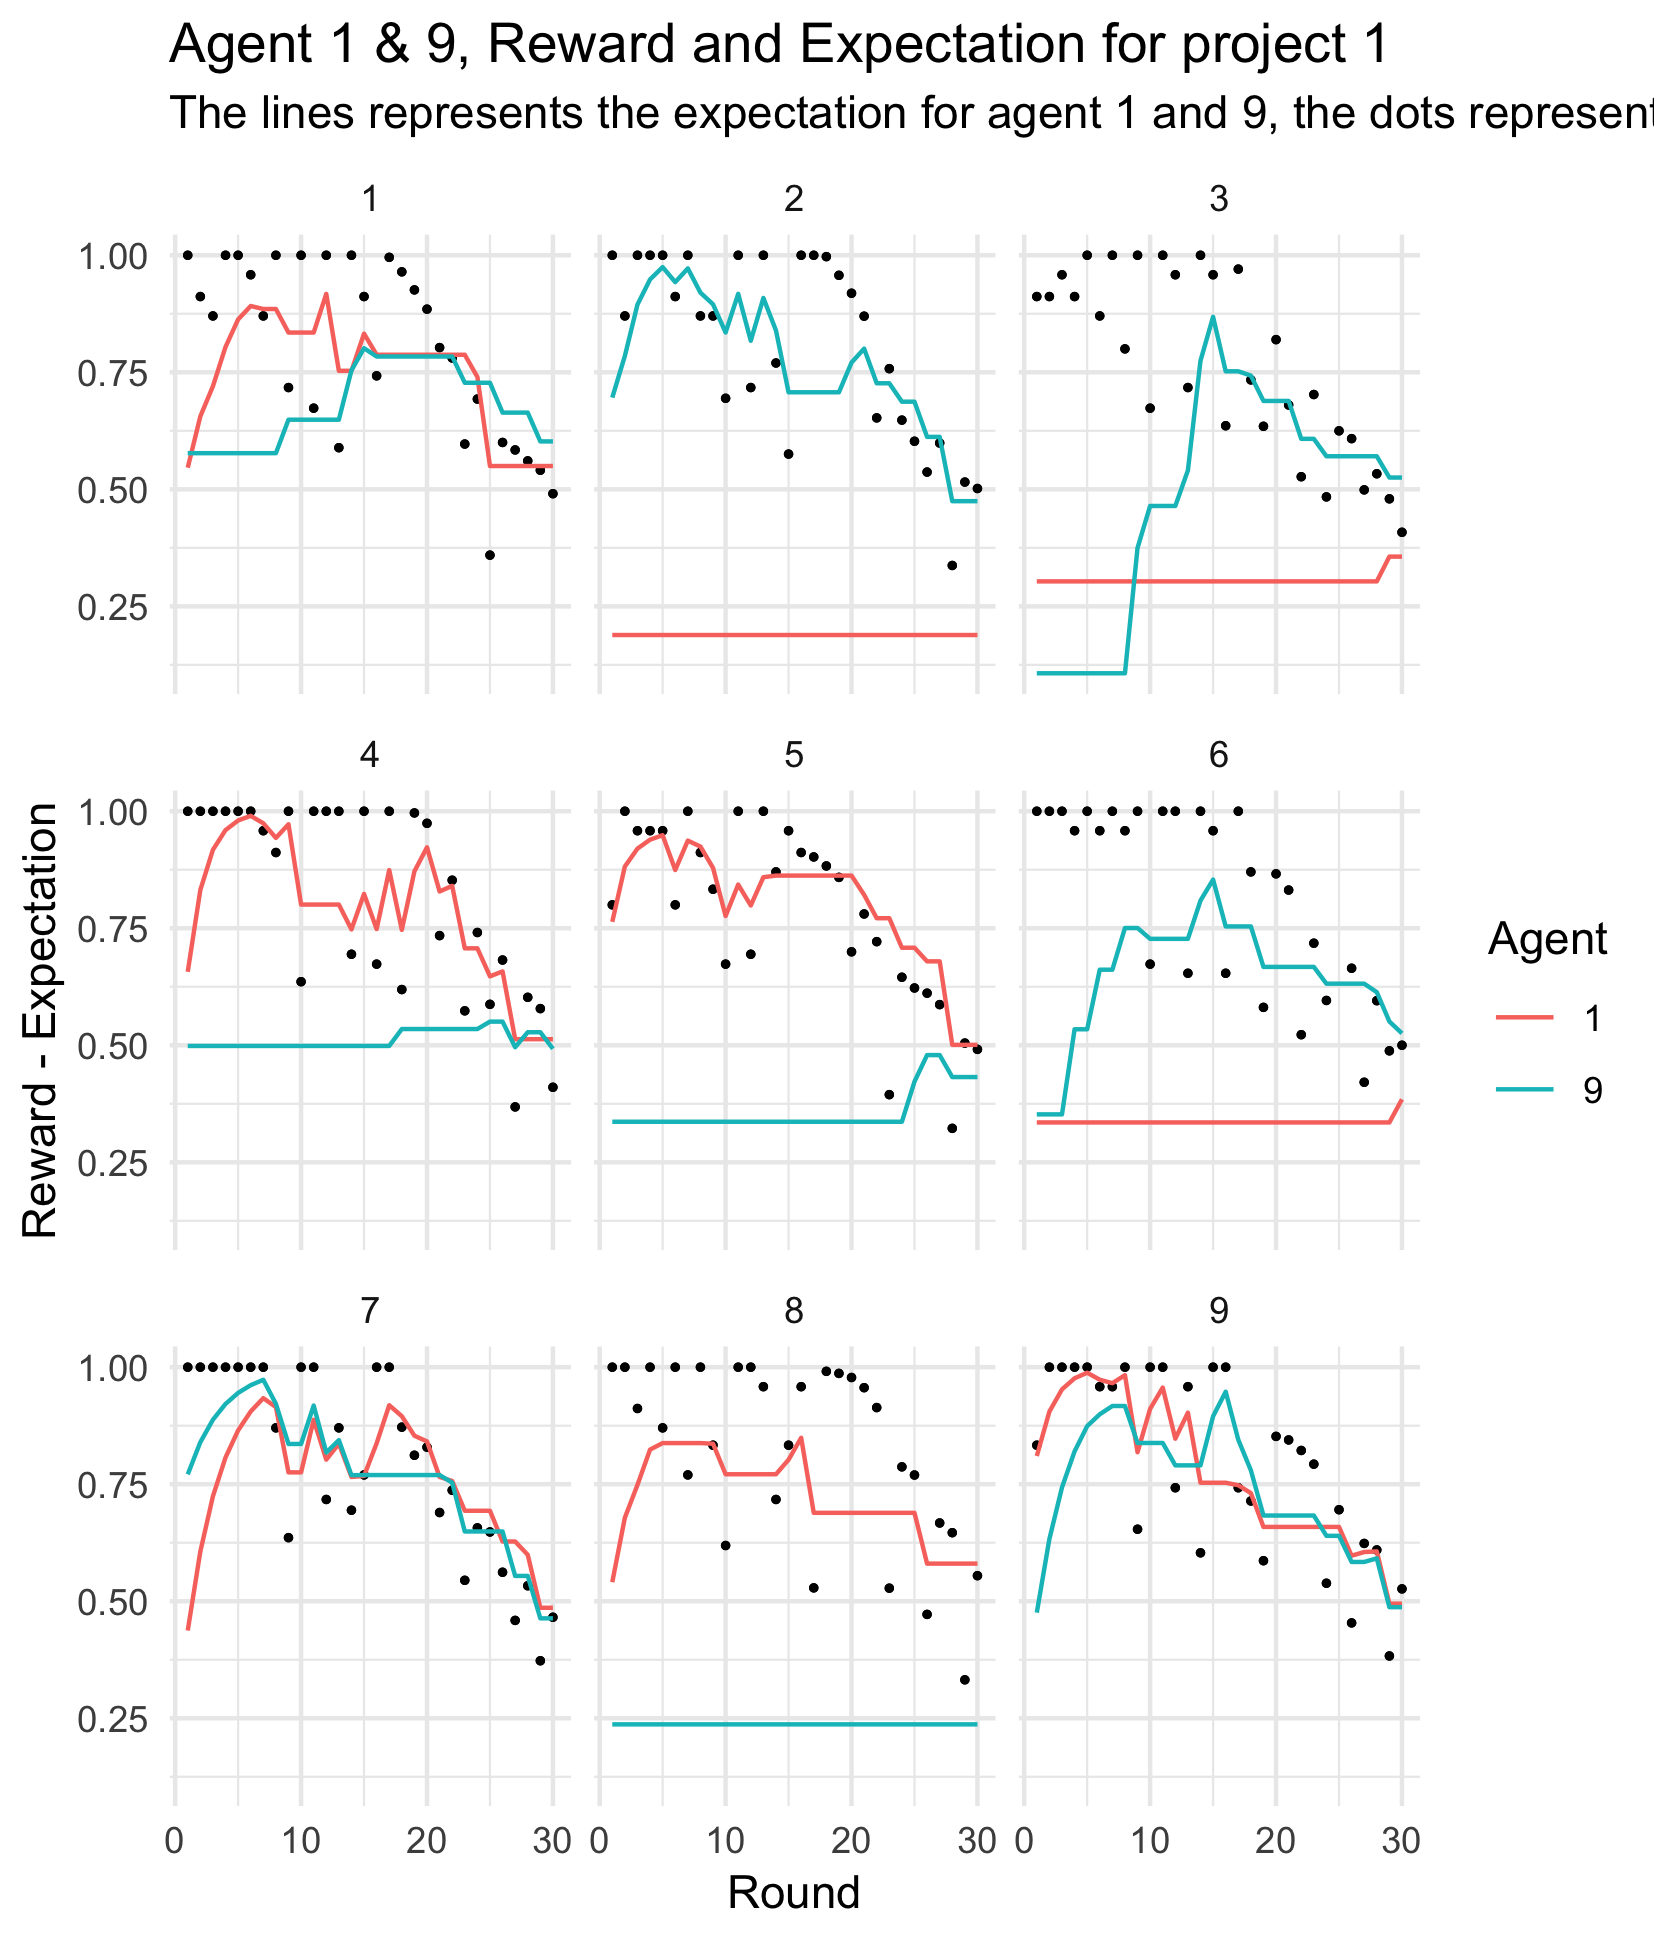 Agent 1 & 9, Reward and Expectation for project 1
The lines represents the expectation for agent 1 and 9, the dots represent
1 2 3
1.00
0.75
0.50
0.25
4 5 6
1.00
0.75
0.50
0.25
7 8 9
1.00
0.75
0.50
0.25
0 10 20 30 0 10 20 30 0 10 20 30
Round
Reward - Expectation
Agent
1
9